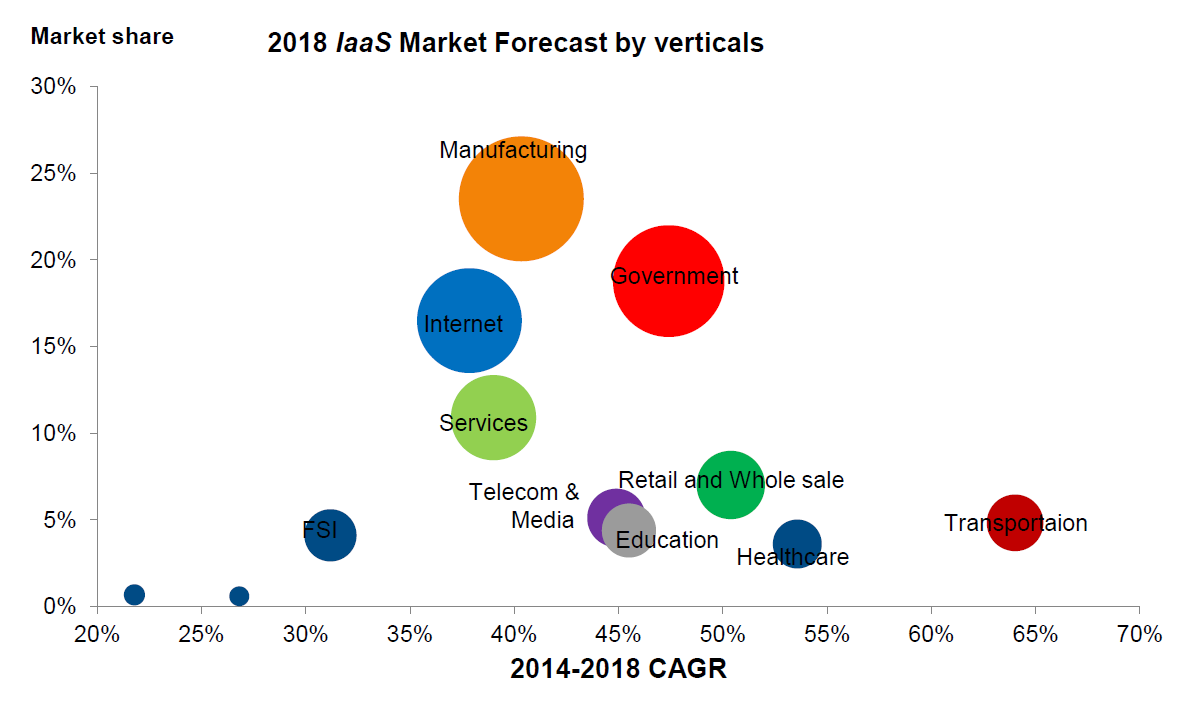 Market share
2018 IaaS Market Forecast by verticals
30%
25%
20%
15%
10%
5%
0%
Manufacturing
Government
Internet
Services
Retail and Whole sale
Telecom &
Media
Transportaion
FSI
Education
Healthcare
20% 25% 30% 35% 40% 45% 50% 55% 60% 65% 70%
2014-2018 CAGR